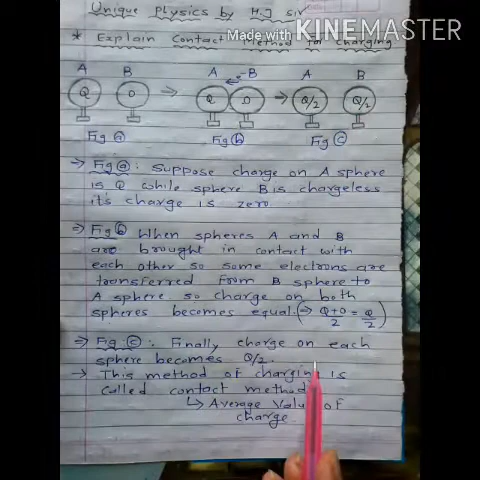 Unique Physics by H.J sir
Made with KINEMASTER
* Explain Contact Method for charging
A B A -B A B
Q 0 ⇒ Q 0 ⇒ Q/2 Q/2
Fig ⓐ Fig ⓑ Fig ⓒ
⇒ Fig ⓐ: Suppose charge on A sphere
is Q while sphere B is chargeless
it's charge is zero
⇒ Fig ⓑ When spheres A and B
are brought in contact with
each other so some electrons are
transferred from B sphere to
A sphere so charge on both
spheres becomes equal (⇒ Q+0/2 = Q/2)
⇒ Fig ⓒ: Finally charge on each
sphere becomes Q/2.
→ This method of charging is
called contact method
↳ Average Value of
charge.